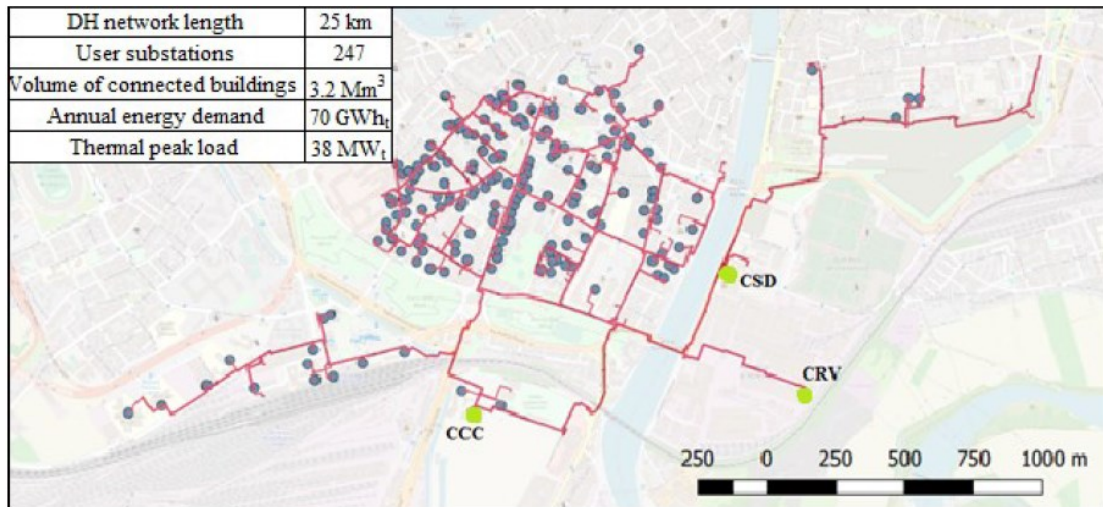 DH network length 25 km
User substations 247
Volume of connected buildings 3.2 Mm³
Annual energy demand 70 GWhₜ
Thermal peak load 38 MWₜ
CSD
CRV
CCC
250 0 250 500 750 1000 m